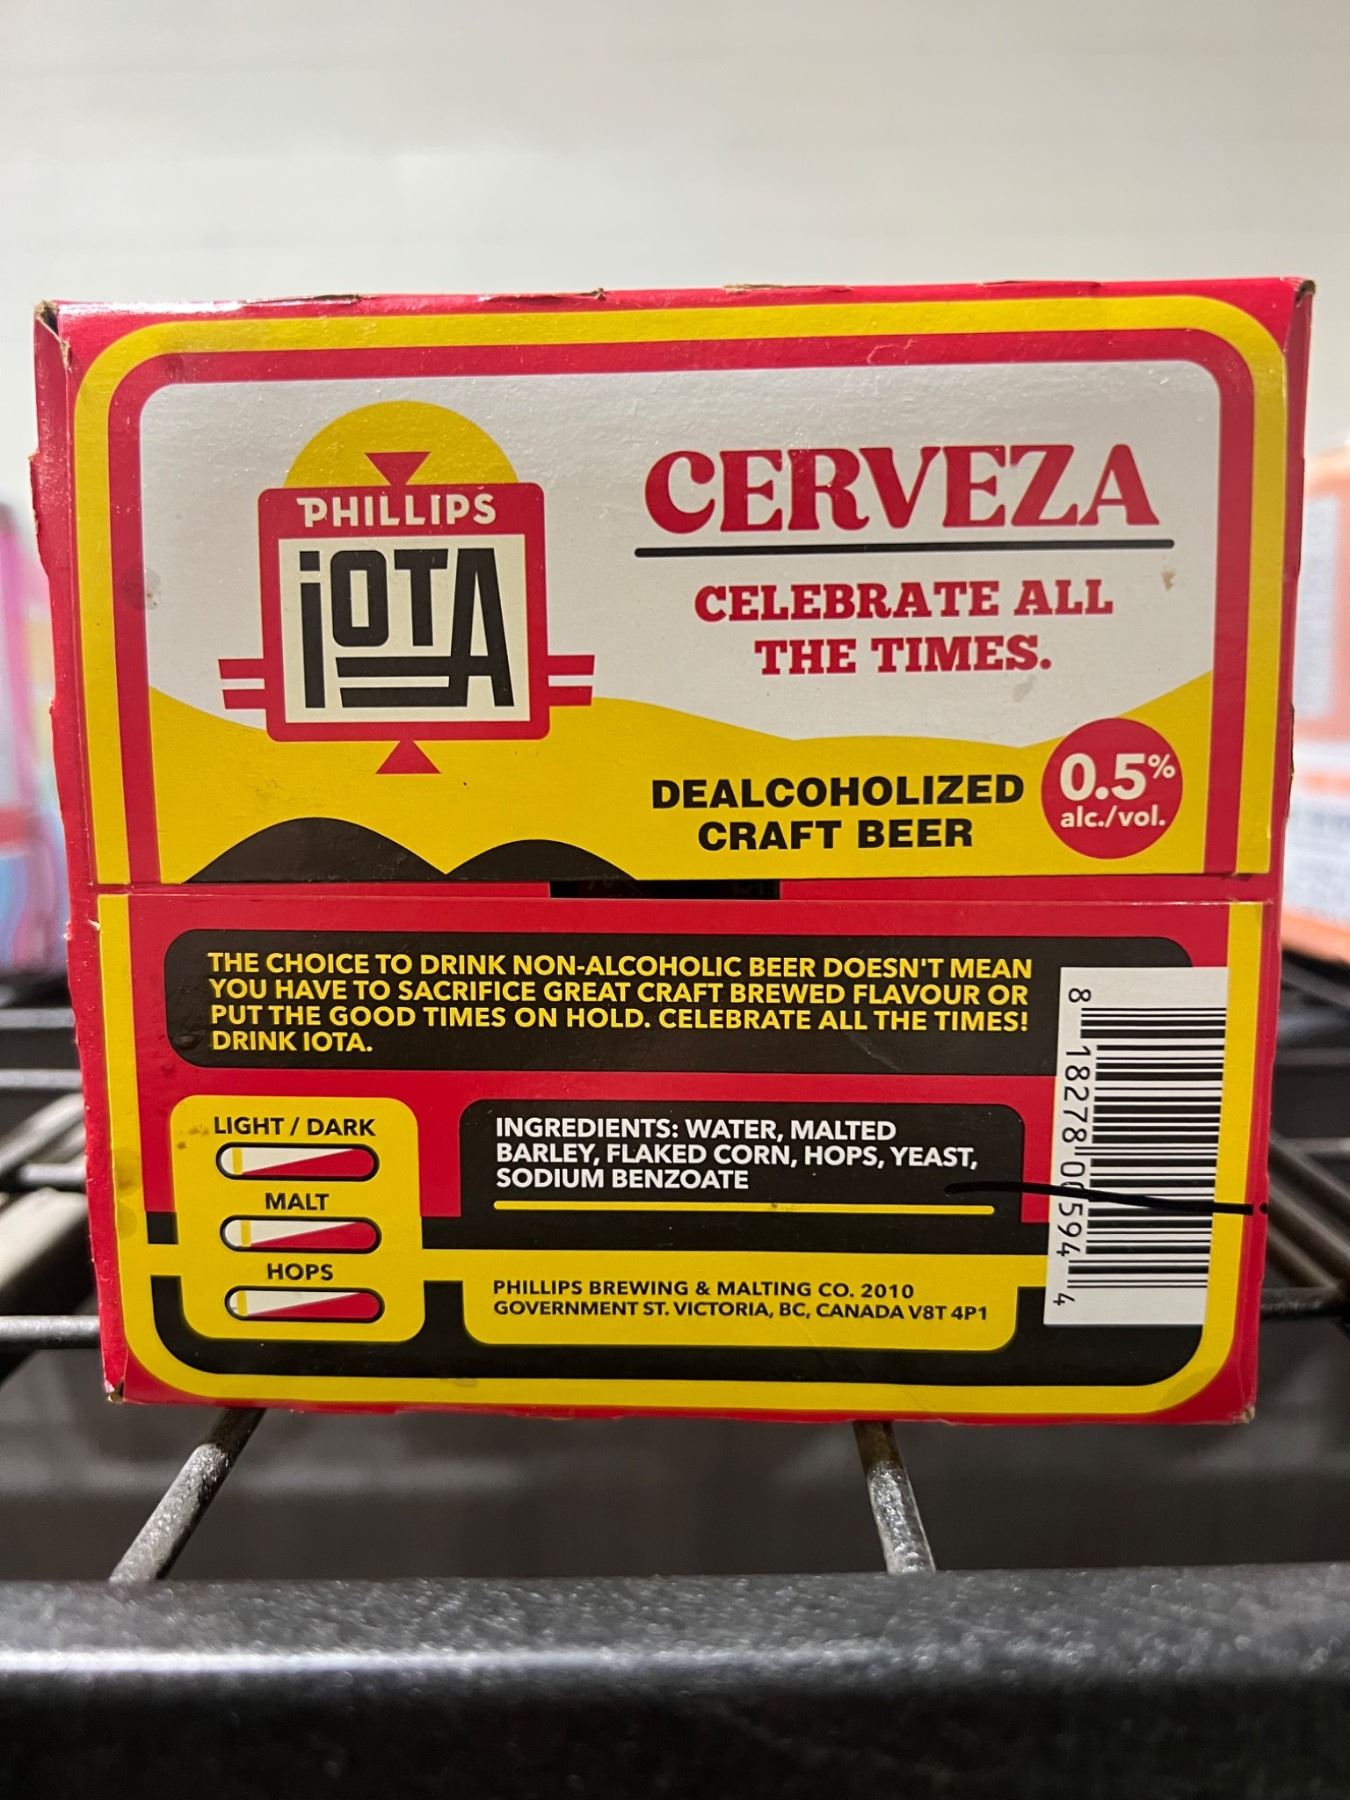 PHILLIPS
iOTA
CERVEZA
CELEBRATE ALL
THE TIMES.
DEALCOHOLIZED
CRAFT BEER
0.5%
alc./vol.
THE CHOICE TO DRINK NON-ALCOHOLIC BEER DOESN'T MEAN
YOU HAVE TO SACRIFICE GREAT CRAFT BREWED FLAVOUR OR
PUT THE GOOD TIMES ON HOLD. CELEBRATE ALL THE TIMES!
DRINK IOTA.
LIGHT / DARK
MALT
HOPS
INGREDIENTS: WATER, MALTED
BARLEY, FLAKED CORN, HOPS, YEAST,
SODIUM BENZOATE
PHILLIPS BREWING & MALTING CO. 2010
GOVERNMENT ST. VICTORIA, BC, CANADA V8T 4P1
8 18278 00594 4